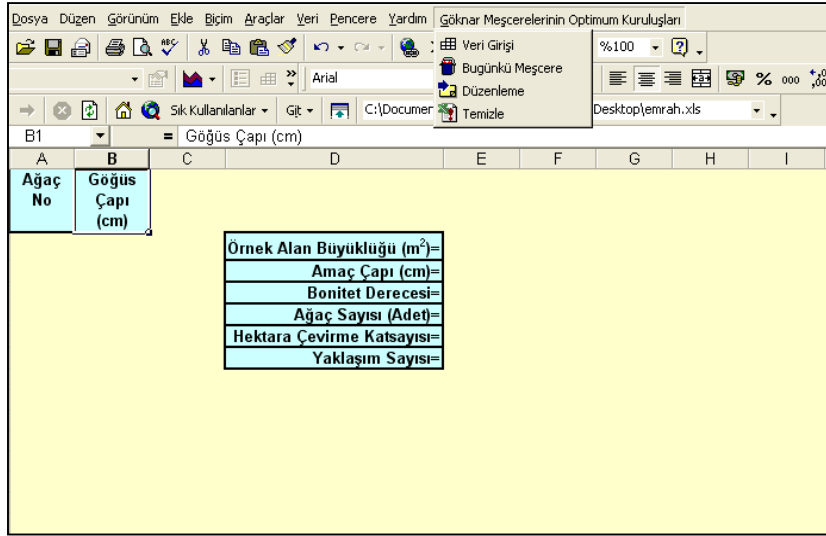 Dosya Düzen Görünüm Ekle Biçim Araçlar Veri Pencere Yardım Göknar Meşcerelerinin Optimum Kuruluşları
Veri Girişi
%100
Bugünkü Meşcere
Arial
% 000
Düzenleme
Sık Kullanılanlar Git C:\Documen
Desktop\emrah.xls
Temizle
B1 = Göğüs Çapı (cm)
A B C D E F G H I
Ağaç No
Göğüs Çapı (cm)
Örnek Alan Büyüklüğü (m²)=
Amaç Çapı (cm)=
Bonitet Derecesi=
Ağaç Sayısı (Adet)=
Hektara Çevirme Katsayısı=
Yaklaşım Sayısı=